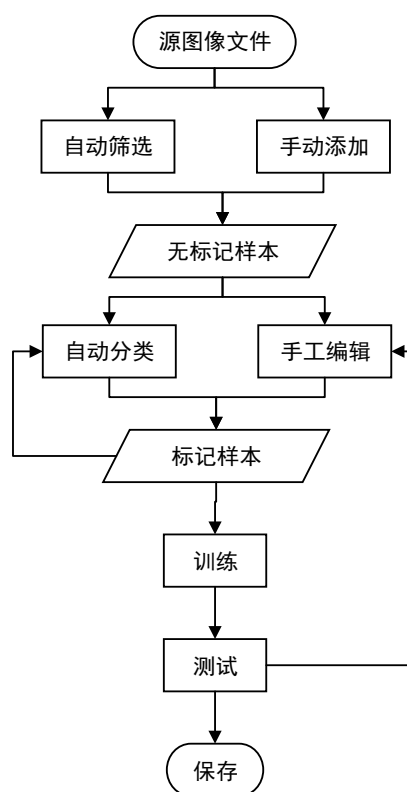 源图像文件
自动筛选
手动添加
无标记样本
自动分类
手工编辑
标记样本
训练
测试
保存